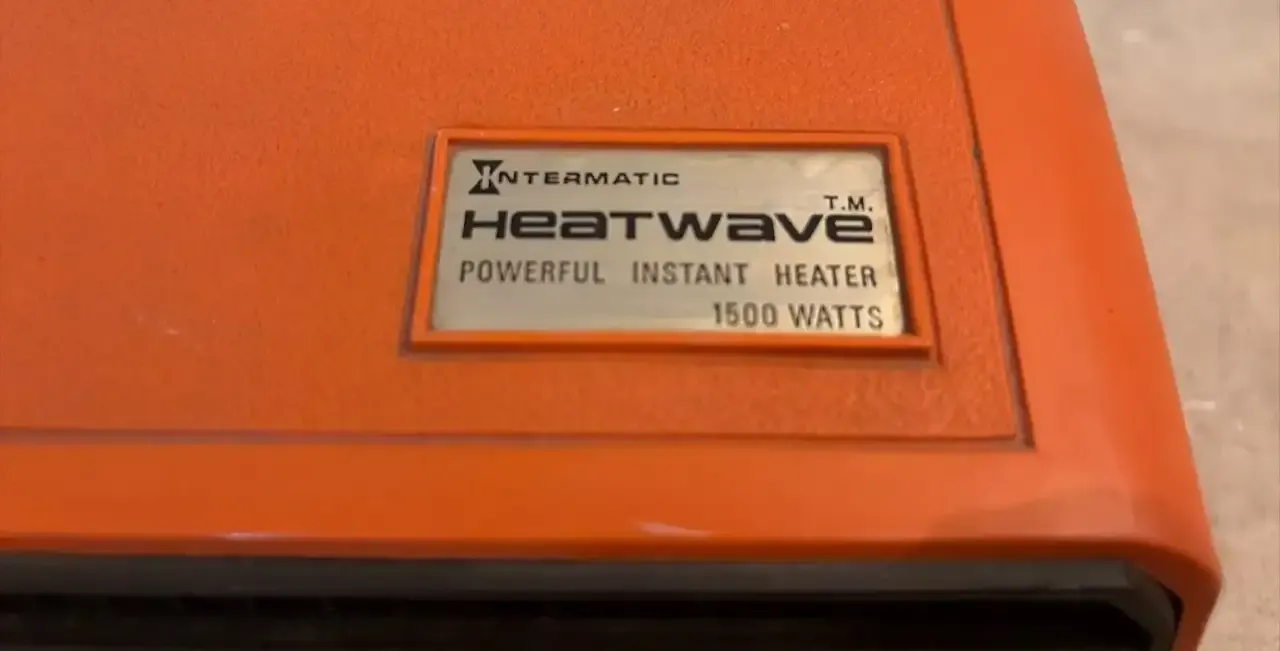 INTERMATIC
HEATWAVE T.M.
POWERFUL INSTANT HEATER
1500 WATTS